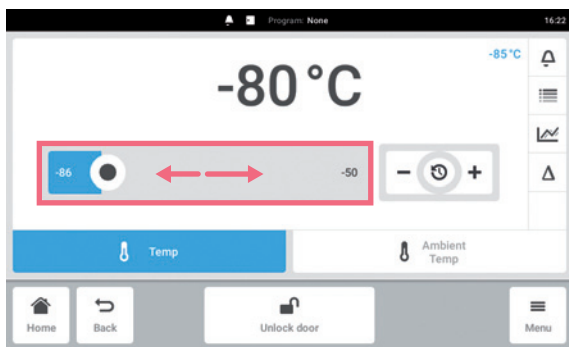 Program: None
16:22
-85°C
-80°C
-86
-50
Temp
Ambient
Temp
Home
Back
Unlock door
Menu